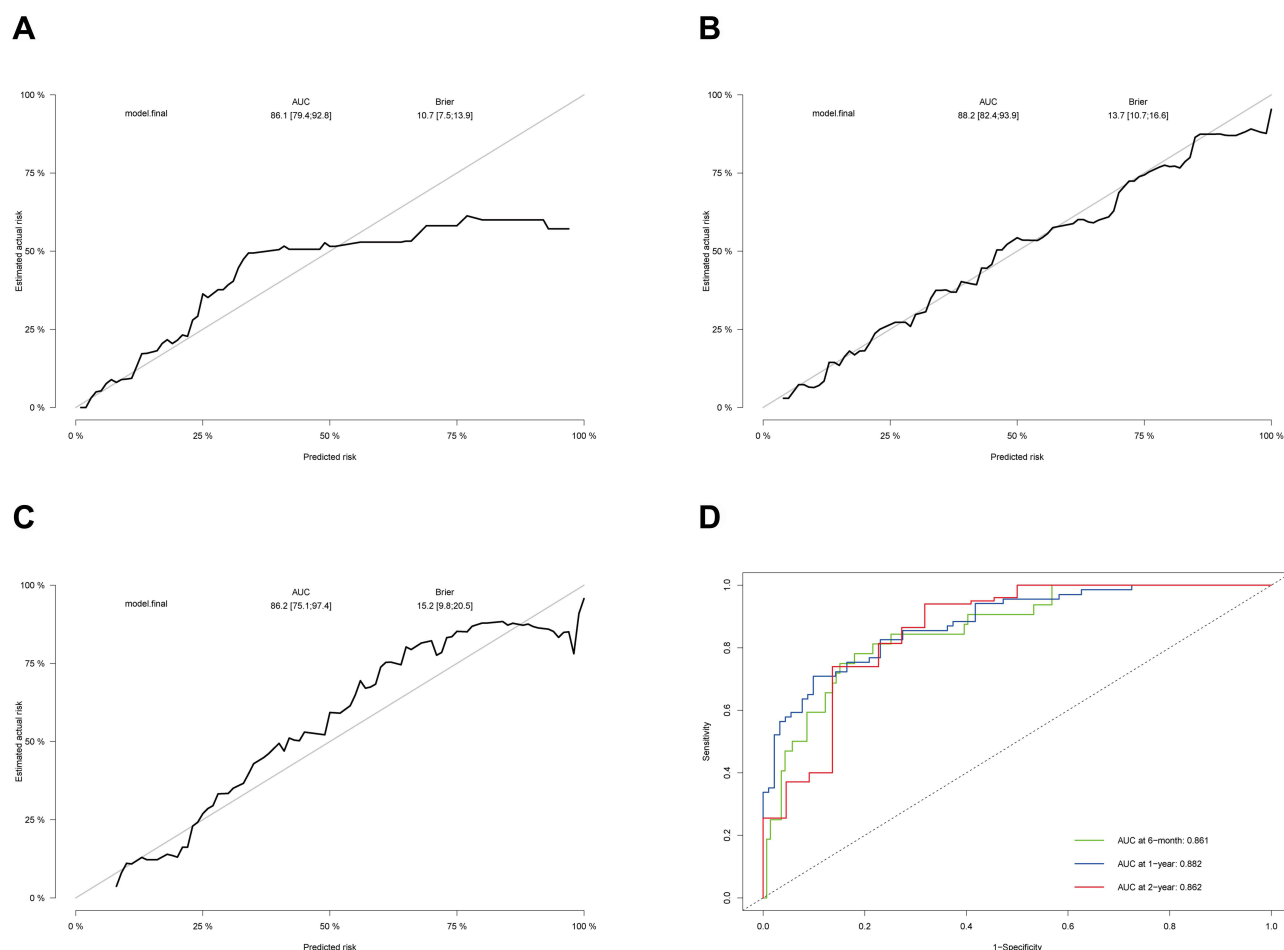 A
model.final
AUC
86.1 [79.4;92.8]
Brier
10.7 [7.5;13.9]
100 %
75 %
50 %
25 %
0 %
Estimated actual risk
0 %
25 %
50 %
75 %
100 %
Predicted risk
B
model.final
AUC
88.2 [82.4;93.9]
Brier
13.7 [10.7;16.6]
100 %
75 %
50 %
25 %
0 %
Estimated actual risk
0 %
25 %
50 %
75 %
100 %
Predicted risk
C
model.final
AUC
86.2 [75.1;97.4]
Brier
15.2 [9.8;20.5]
100 %
75 %
50 %
25 %
0 %
Estimated actual risk
0 %
25 %
50 %
75 %
100 %
Predicted risk
D
1.0
0.8
0.6
0.4
0.2
0.0
Sensitivity
AUC at 6−month: 0.861
AUC at 1−year: 0.882
AUC at 2−year: 0.862
0.0
0.2
0.4
0.6
0.8
1.0
1−Specificity